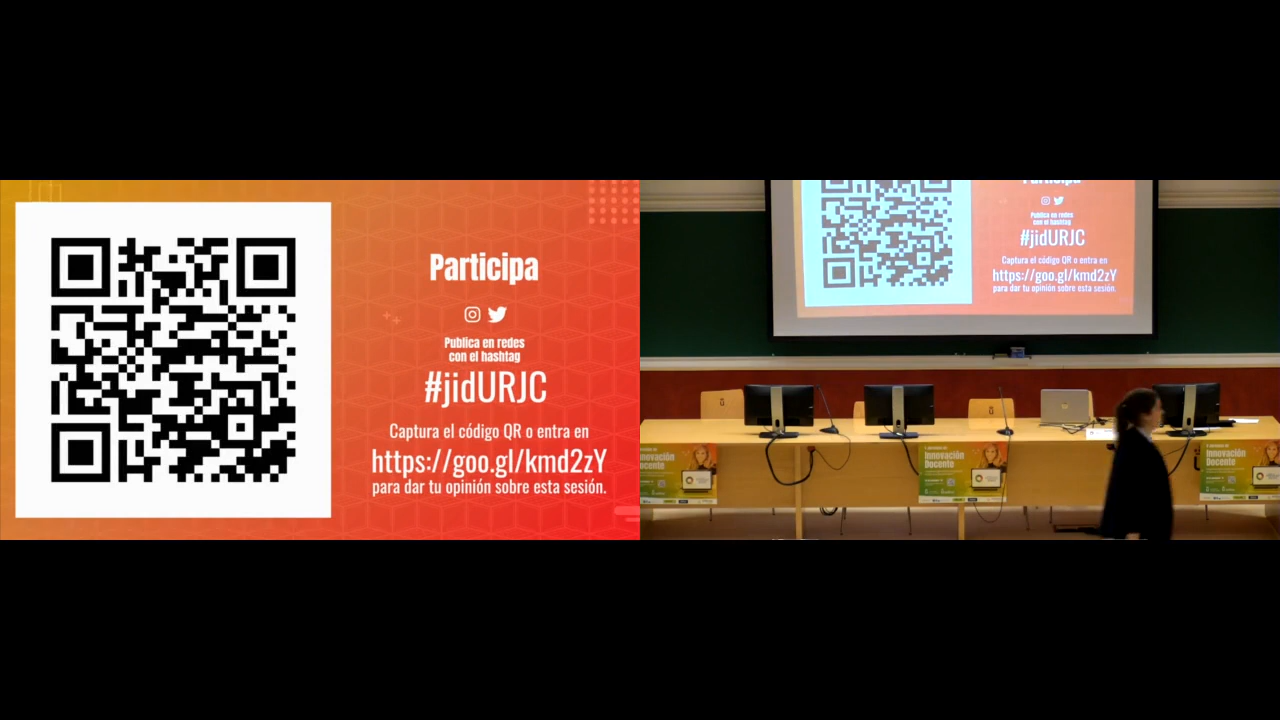 Participa
Publica en redes
con el hashtag
#jidURJC
Captura el código QR o entra en
https://goo.gl/kmd2zY
para dar tu opinión sobre esta sesión.
Participa
Publica en redes
con el hashtag
#jidURJC
Captura el código QR o entra en
https://goo.gl/kmd2zY
para dar tu opinión sobre esta sesión.
Innovación
Docente
Innovación
Docente
Innovación
Docente